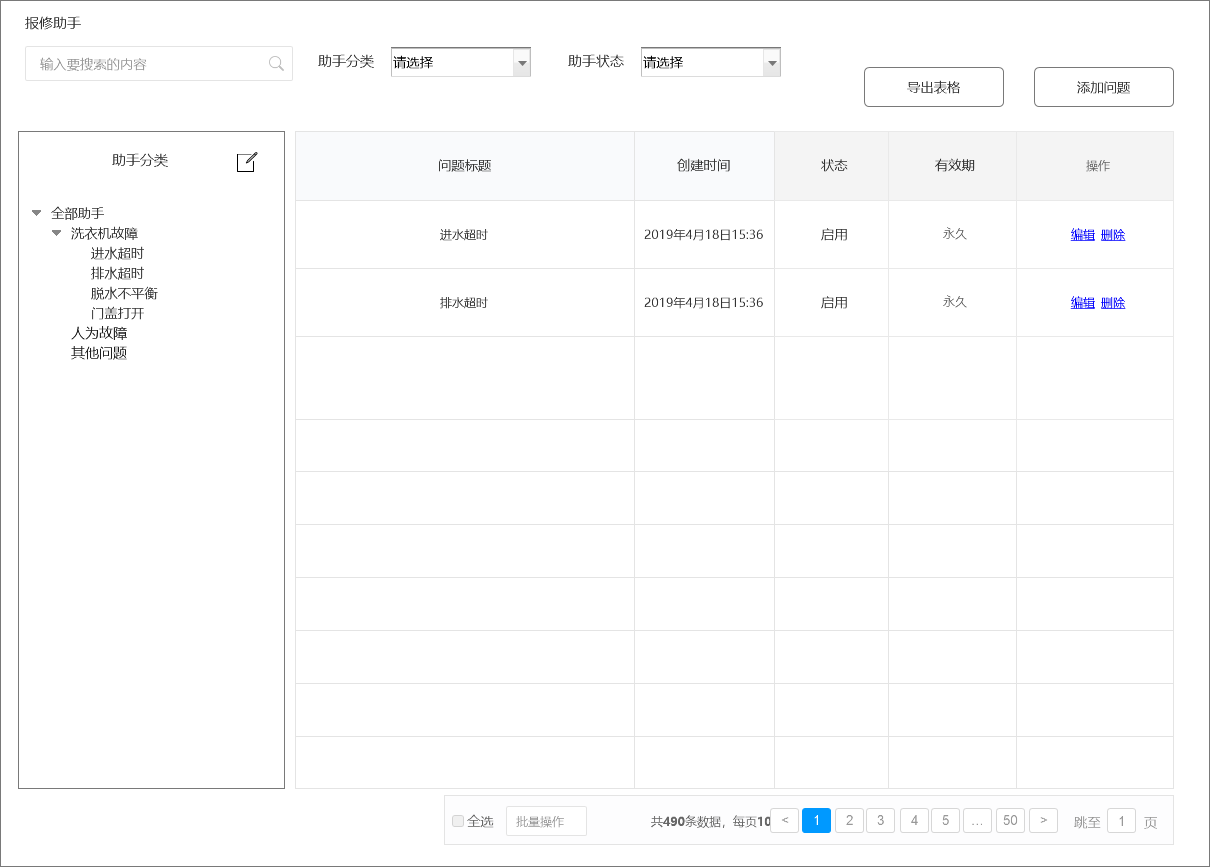 报修助手
输入要搜索的内容 助手分类 请选择 助手状态 请选择
导出表格 添加问题
助手分类
全部助手
洗衣机故障
进水超时
排水超时
脱水不平衡
门盖打开
人为故障
其他问题
问题标题 创建时间 状态 有效期 操作
进水超时 2019年4月18日15:36 启用 永久 编辑 删除
排水超时 2019年4月18日15:36 启用 永久 编辑 删除
全选 批量操作 共490条数据，每页10 < 1 2 3 4 5 … 50 > 跳至 1 页